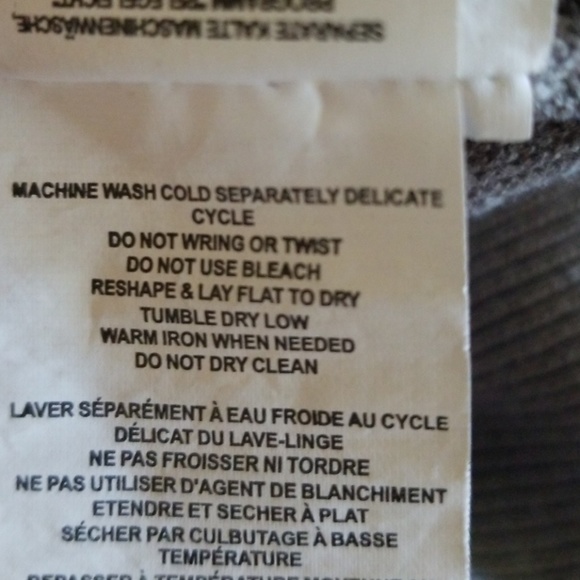 SEPARATE KALTE MASCHINENWÄSCHE,
MACHINE WASH COLD SEPARATELY DELICATE
CYCLE
DO NOT WRING OR TWIST
DO NOT USE BLEACH
RESHAPE & LAY FLAT TO DRY
TUMBLE DRY LOW
WARM IRON WHEN NEEDED
DO NOT DRY CLEAN
LAVER SÉPARÉMENT À EAU FROIDE AU CYCLE
DÉLICAT DU LAVE-LINGE
NE PAS FROISSER NI TORDRE
NE PAS UTILISER D'AGENT DE BLANCHIMENT
ETENDRE ET SECHER À PLAT
SÉCHER PAR CULBUTAGE À BASSE
TEMPÉRATURE